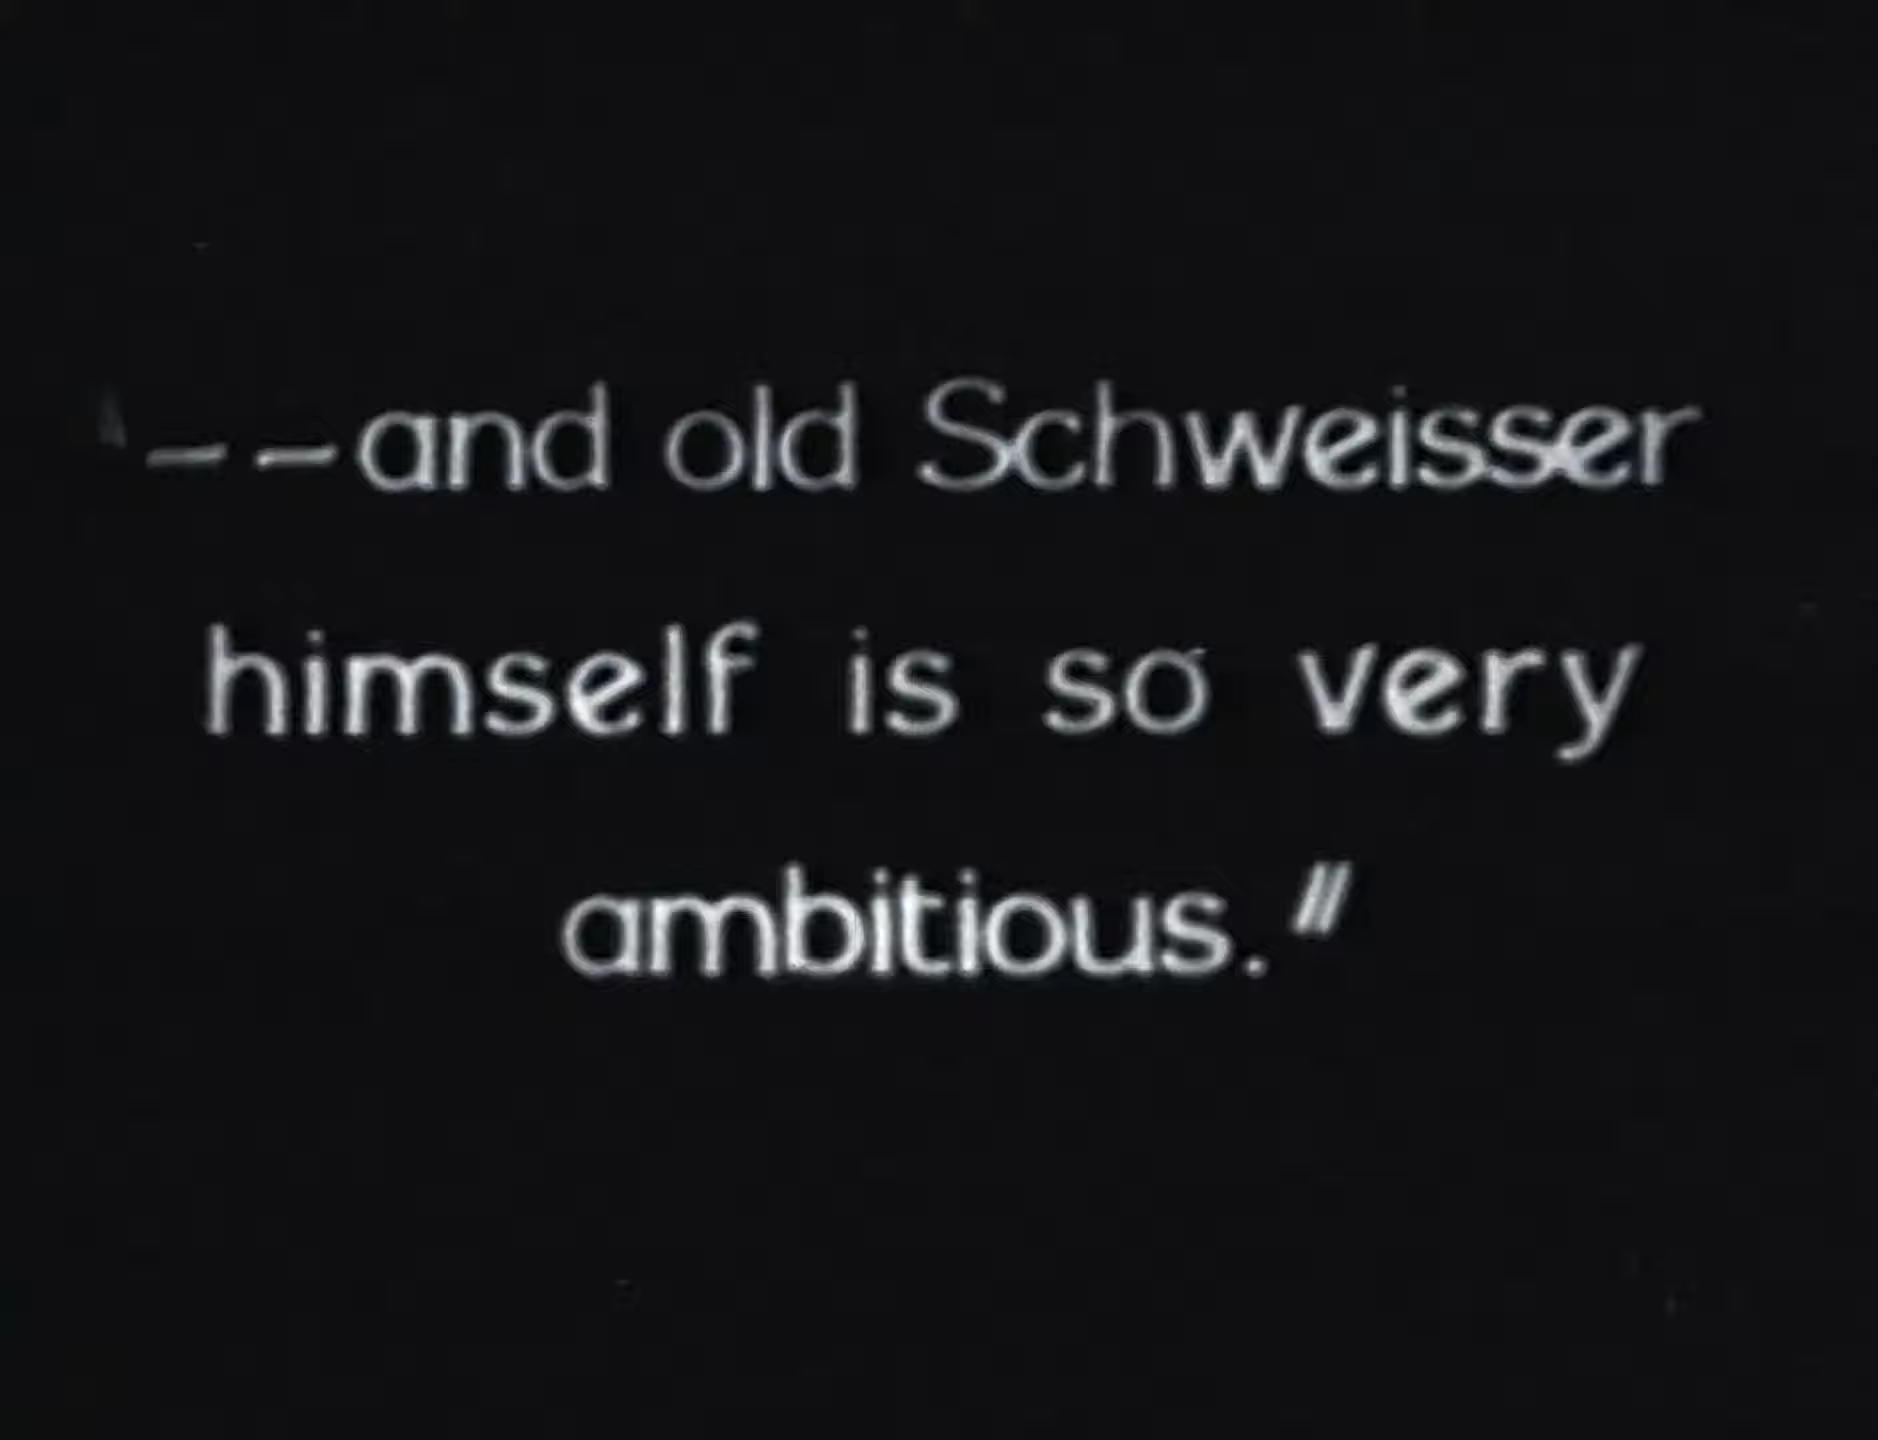 "--and old Schweisser
himself is so very
ambitious."